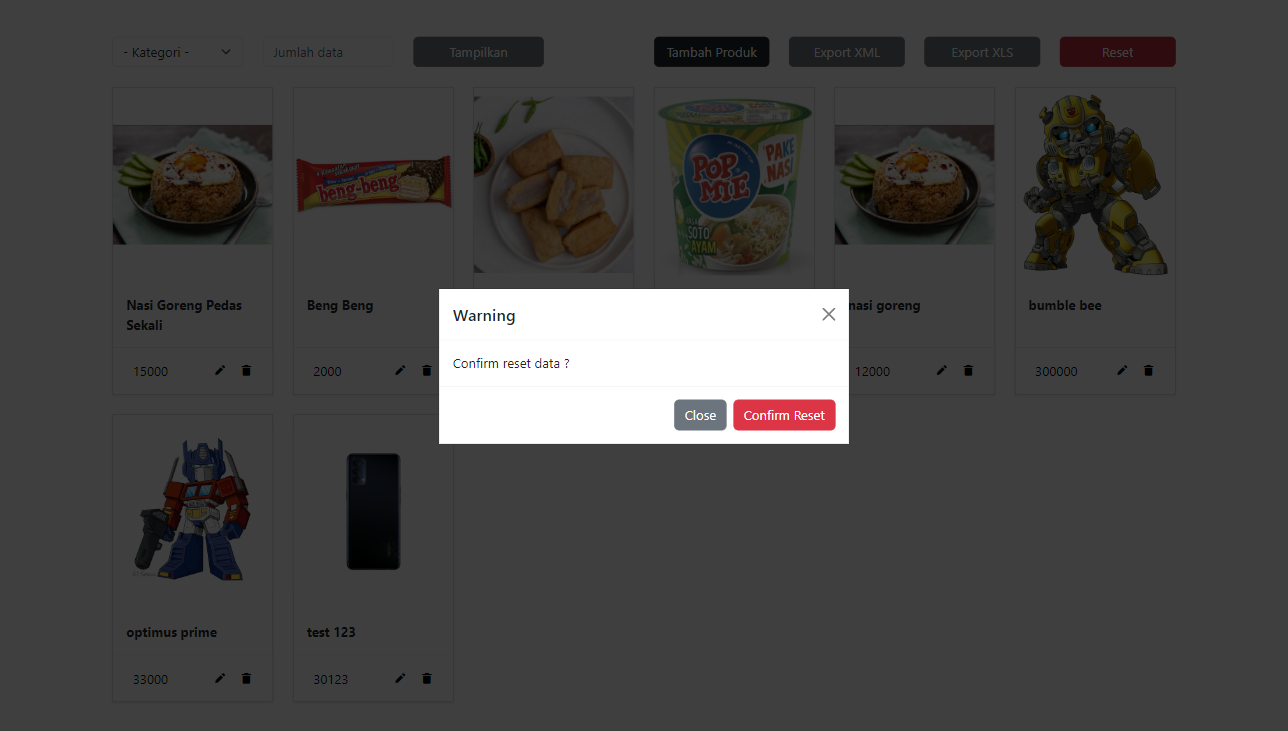 - Kategori -
Jumlah data
Tampilkan
Tambah Produk
Export XML
Export XLS
Reset
beng-beng
POP MIE
PAKE NASI
SOTO AYAM
Nasi Goreng Pedas
Sekali
Beng Beng
nasi goreng
bumble bee
15000
2000
12000
300000
Warning
Confirm reset data ?
Close
Confirm Reset
optimus prime
test 123
33000
30123